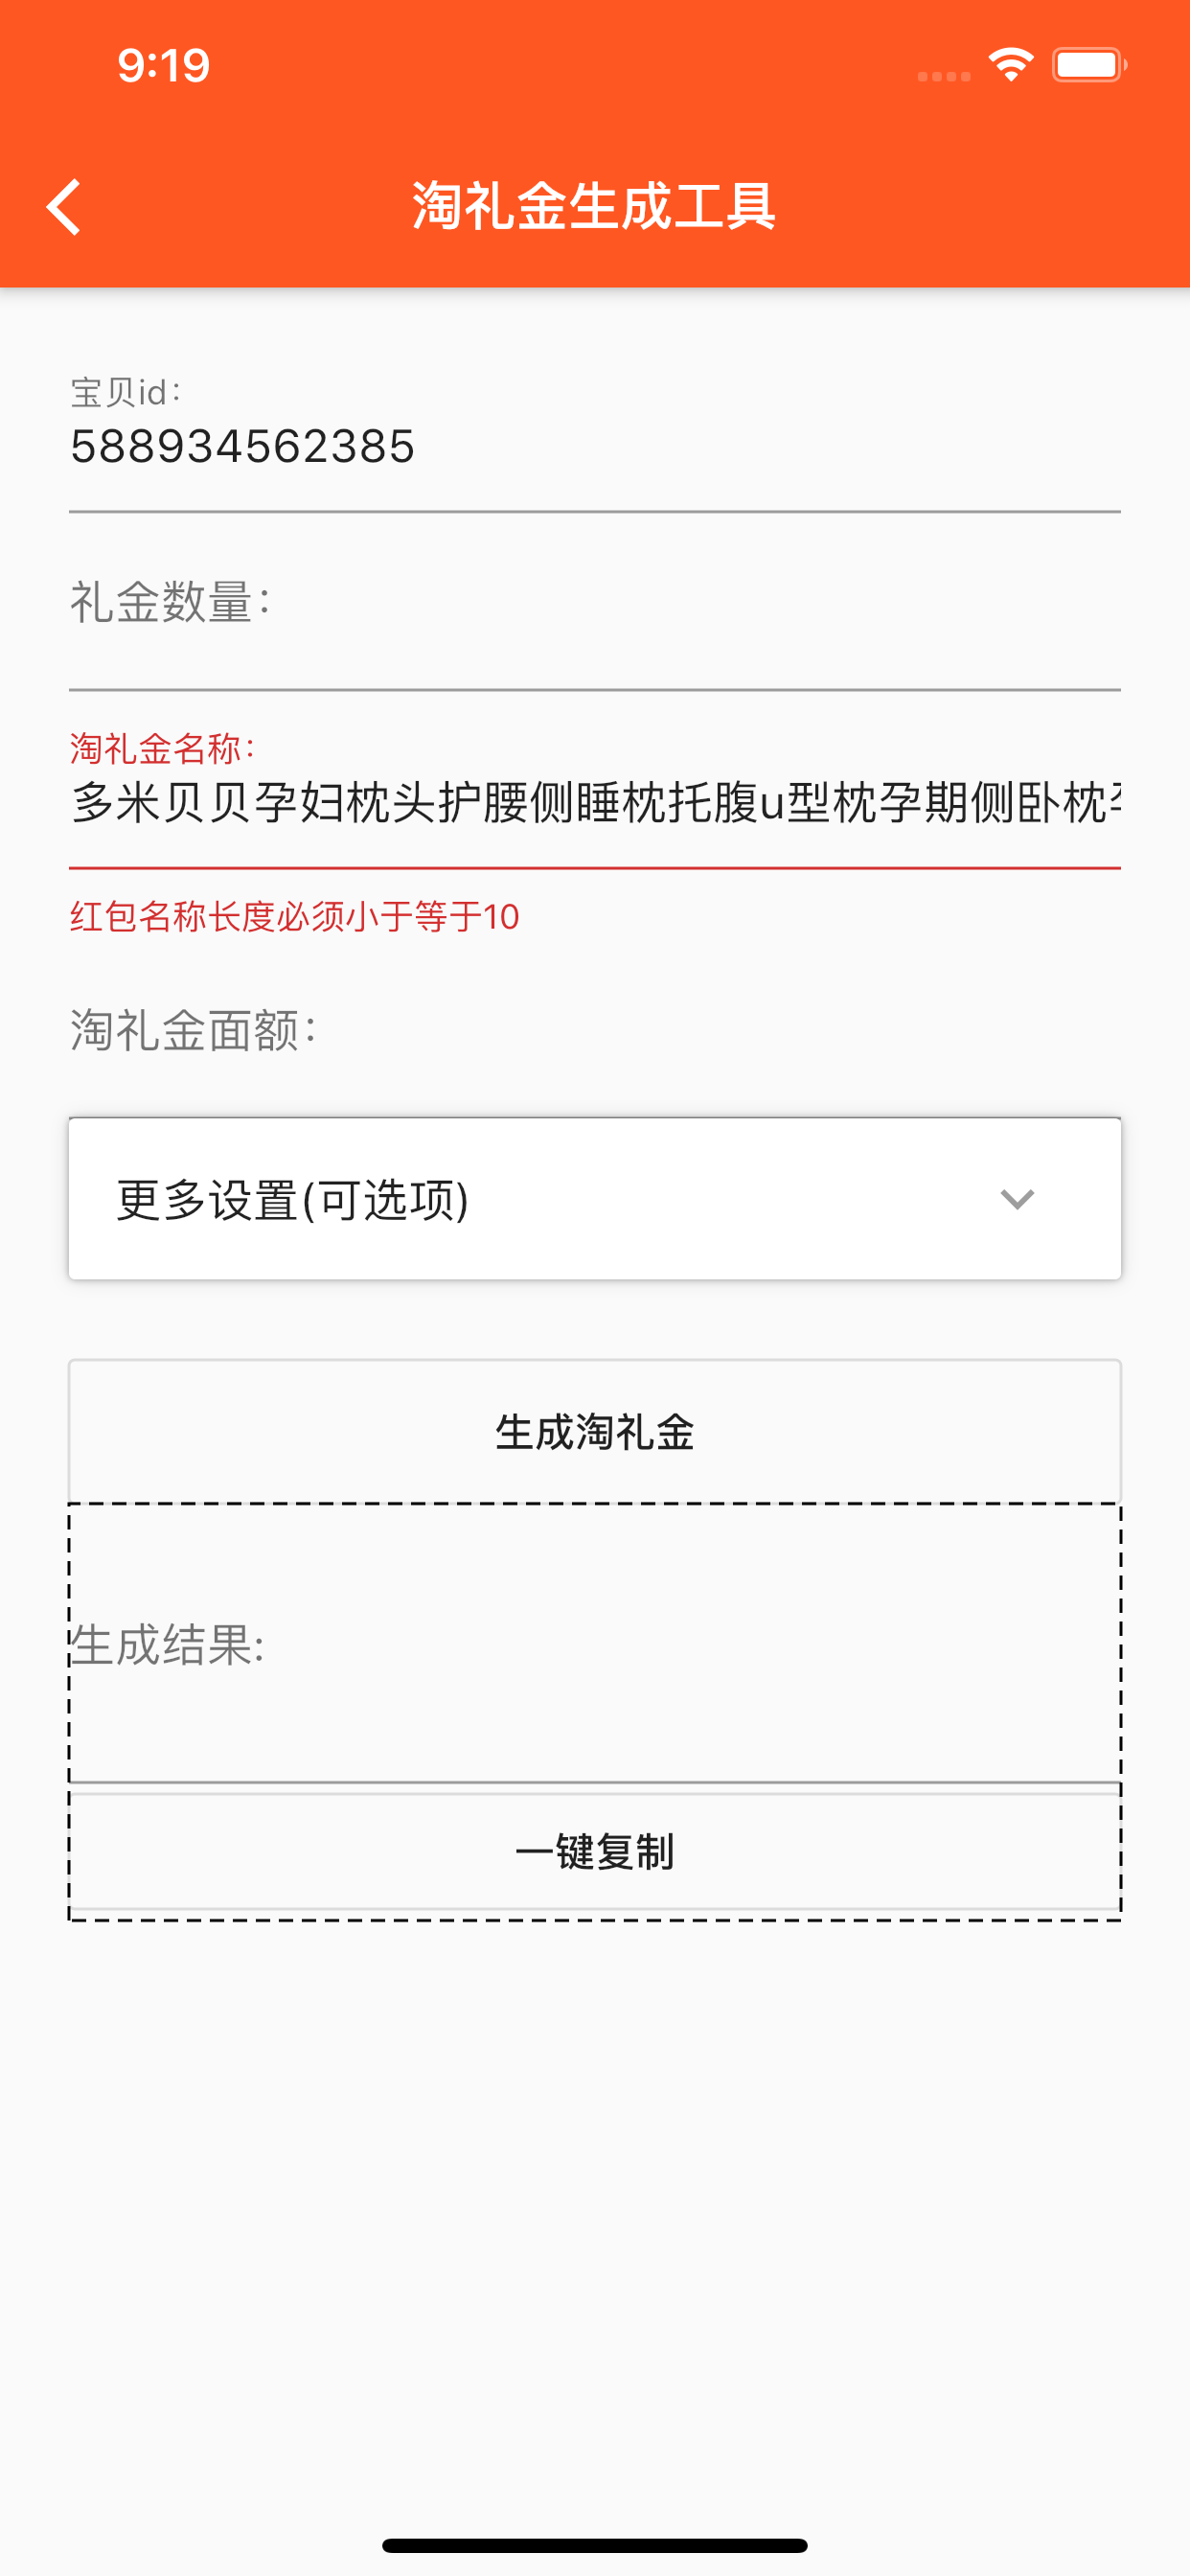 9:19
淘礼金生成工具
宝贝id：
588934562385
礼金数量：
淘礼金名称：
多米贝贝孕妇枕头护腰侧睡枕托腹u型枕孕期侧卧枕
红包名称长度必须小于等于10
淘礼金面额：
更多设置(可选项)
生成淘礼金
生成结果:
一键复制